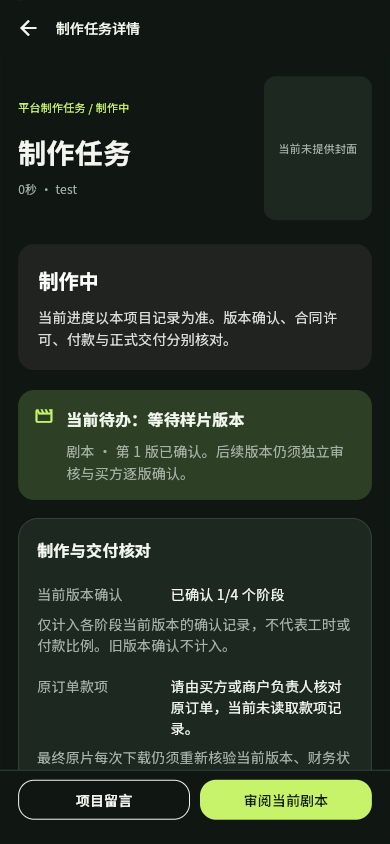 制作任务详情
平台制作任务 / 制作中
制作任务
0秒 · test
当前未提供封面
制作中
当前进度以本项目记录为准。版本确认、合同许
可、付款与正式交付分别核对。
当前待办：等待样片版本
剧本 · 第 1 版已确认。后续版本仍须独立审
核与买方逐版确认。
制作与交付核对
当前版本确认
已确认 1/4 个阶段
仅计入各阶段当前版本的确认记录，不代表工时或
付款比例。旧版本确认不计入。
原订单款项
请由买方或商户负责人核对
原订单，当前未读取款项记
录。
最终原片每次下载仍须重新核验当前版本、财务状
项目留言
审阅当前剧本